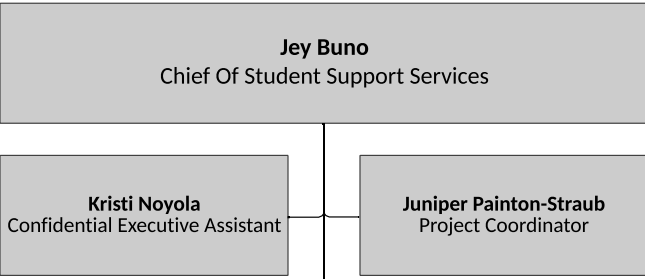 Jey Buno
Chief Of Student Support Services
Kristi Noyola
Confidential Executive Assistant
Juniper Painton-Straub
Project Coordinator